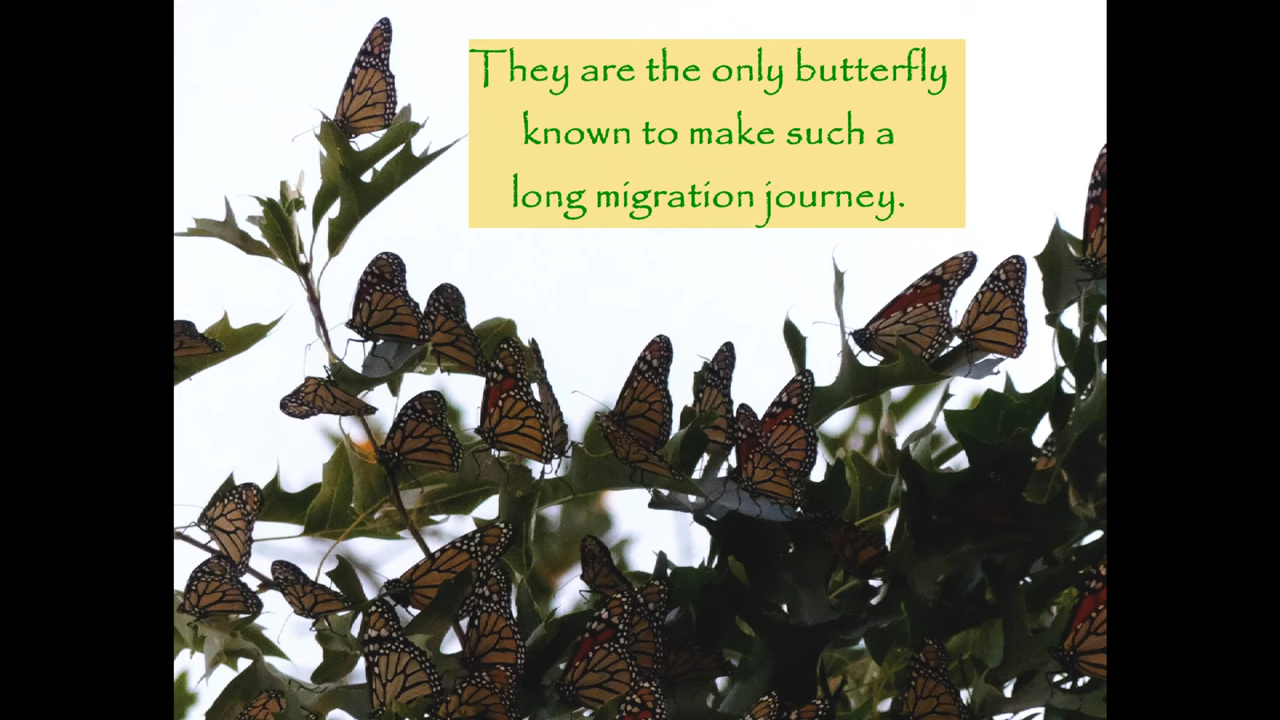 They are the only butterfly
known to make such a
long migration journey.